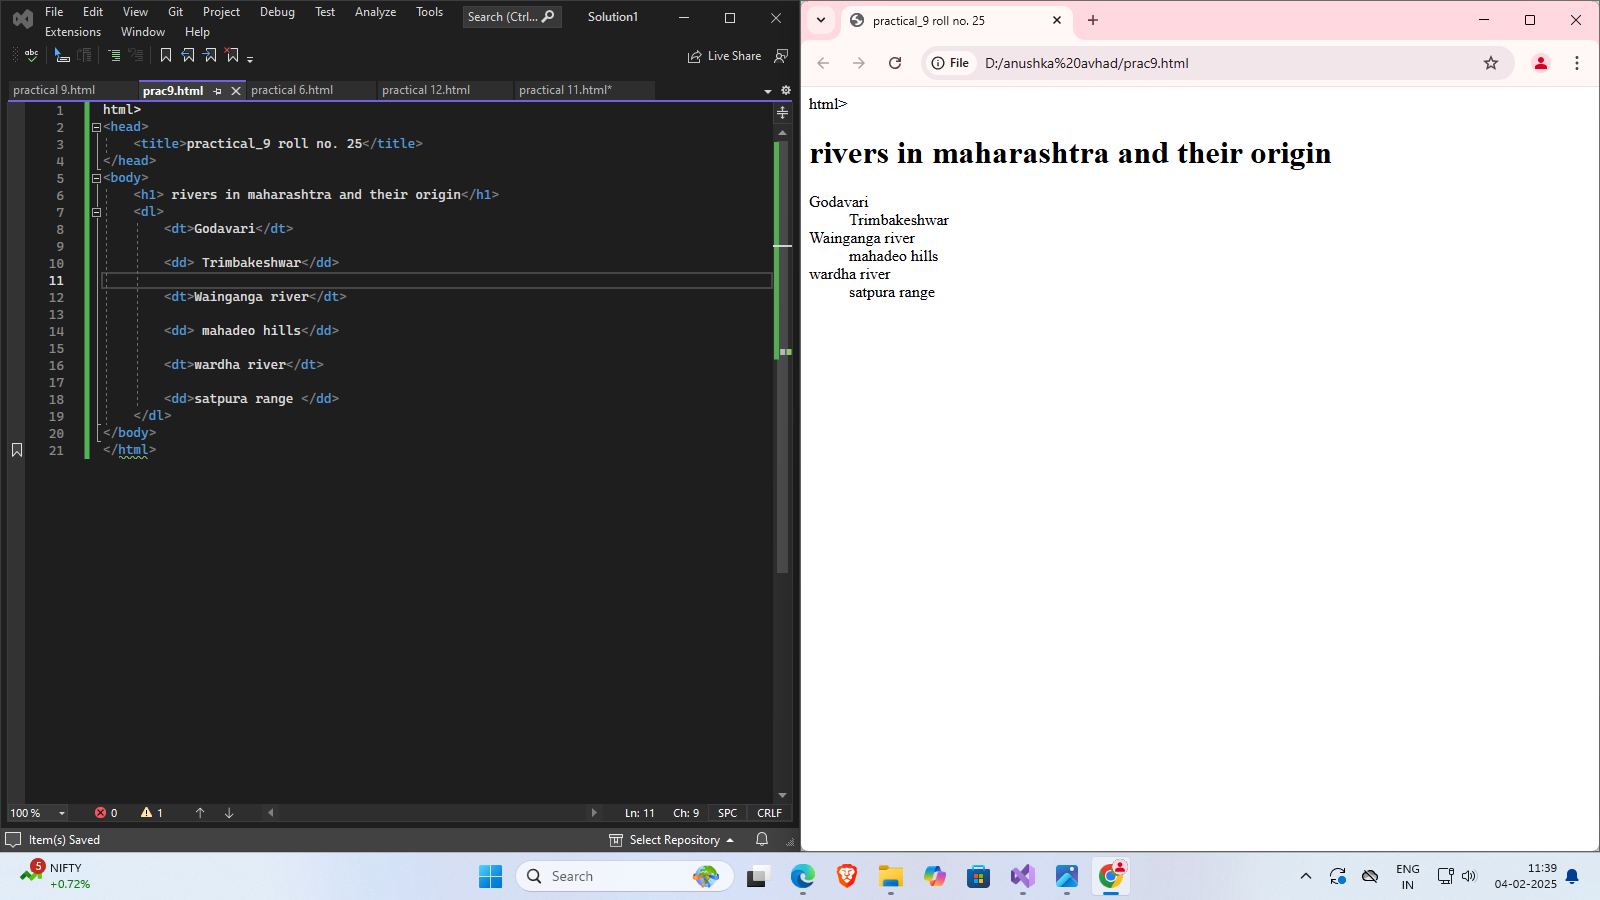 File Edit View Git Project Debug Test Analyze Tools Search (Ctrl... Solution1
Extensions Window Help
abc Live Share
practical 9.html prac9.html practical 6.html practical 12.html practical 11.html*
1 html>
2 <head>
3 <title>practical_9 roll no. 25</title>
4 </head>
5 <body>
6 <h1> rivers in maharashtra and their origin</h1>
7 <dl>
8 <dt>Godavari</dt>
9
10 <dd> Trimbakeshwar</dd>
11
12 <dt>Wainganga river</dt>
13
14 <dd> mahadeo hills</dd>
15
16 <dt>wardha river</dt>
17
18 <dd>satpura range </dd>
19 </dl>
20 </body>
21 </html>
100 % 0 1 Ln: 11 Ch: 9 SPC CRLF
Item(s) Saved Select Repository
practical_9 roll no. 25
File D:/anushka%20avhad/prac9.html
html>
rivers in maharashtra and their origin
Godavari
Trimbakeshwar
Wainganga river
mahadeo hills
wardha river
satpura range
5 NIFTY
+0.72%
Search
ENG
IN
11:39
04-02-2025